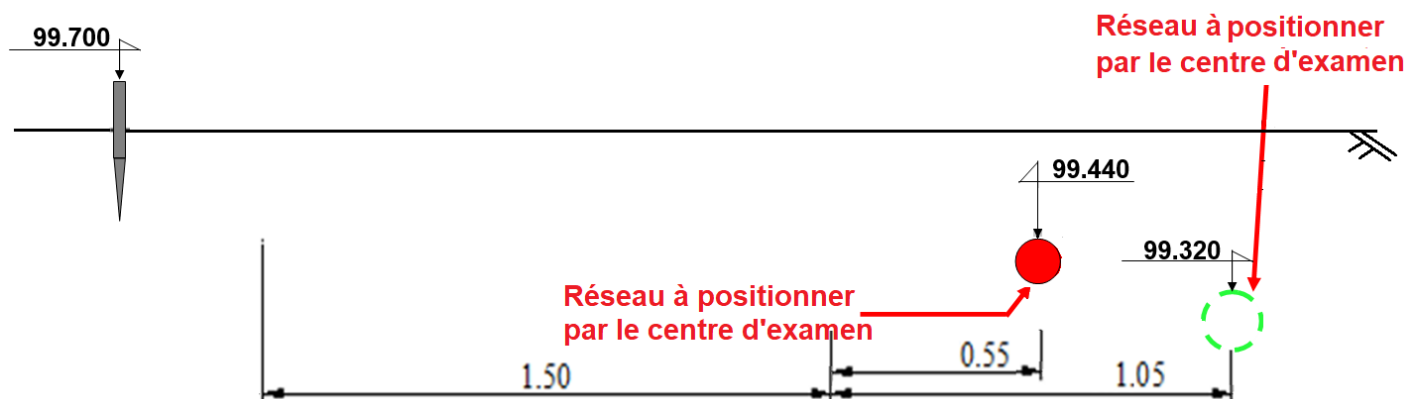 99.700
Réseau à positionner
par le centre d'examen
99.440
99.320
Réseau à positionner
par le centre d'examen
0.55
1.50
1.05